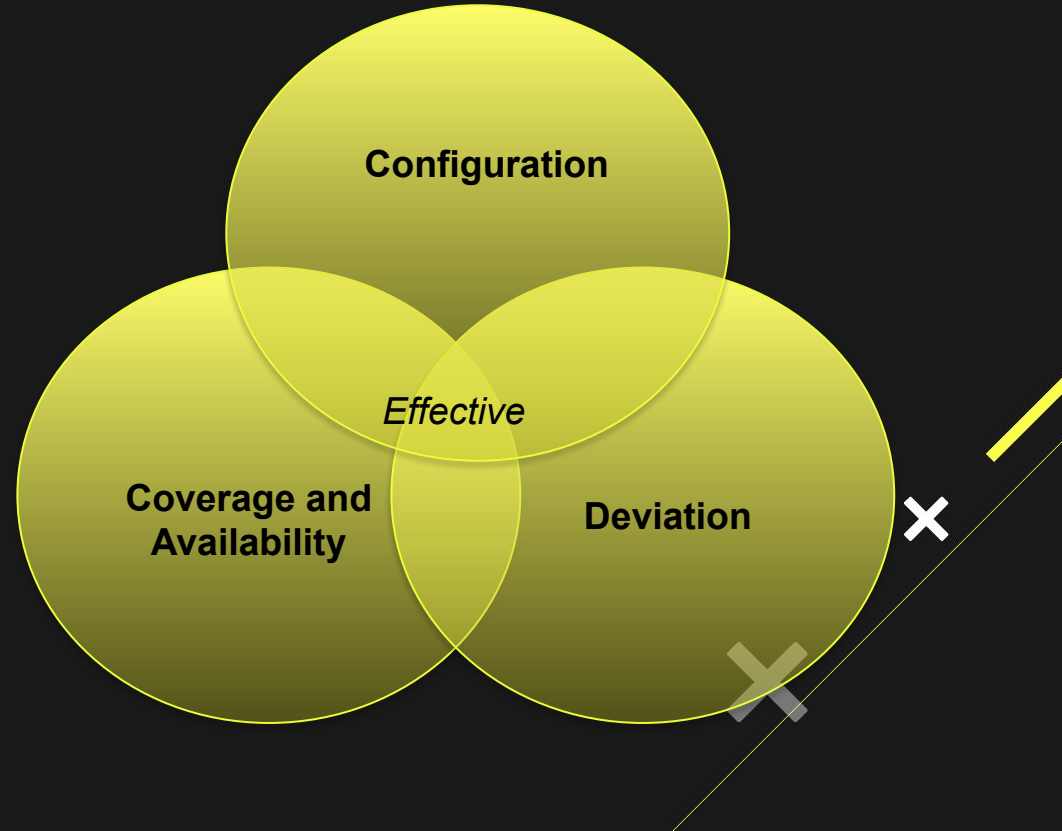 Configuration
Effective
Coverage and
Availability
Deviation